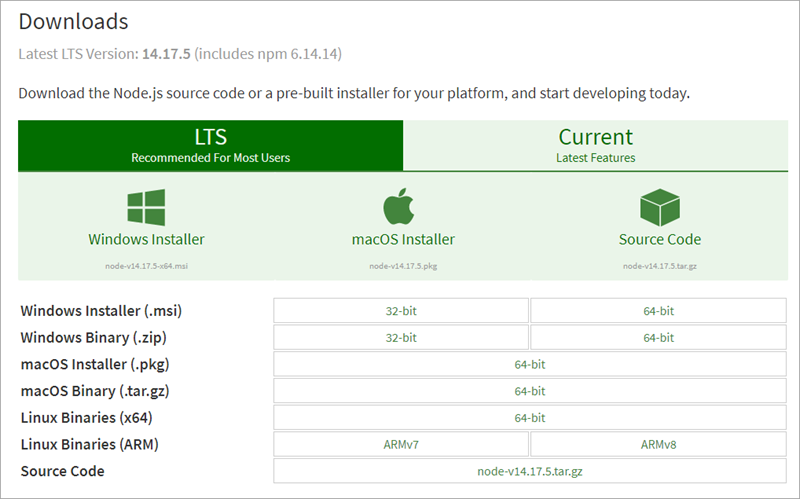 Downloads
Latest LTS Version: 14.17.5 (includes npm 6.14.14)
Download the Node.js source code or a pre-built installer for your platform, and start developing today.
LTS
Recommended For Most Users
Current
Latest Features
Windows Installer
node-v14.17.5-x64.msi
macOS Installer
node-v14.17.5.pkg
Source Code
node-v14.17.5.tar.gz
Windows Installer (.msi) 32-bit 64-bit
Windows Binary (.zip) 32-bit 64-bit
macOS Installer (.pkg) 64-bit
macOS Binary (.tar.gz) 64-bit
Linux Binaries (x64) 64-bit
Linux Binaries (ARM) ARMv7 ARMv8
Source Code node-v14.17.5.tar.gz